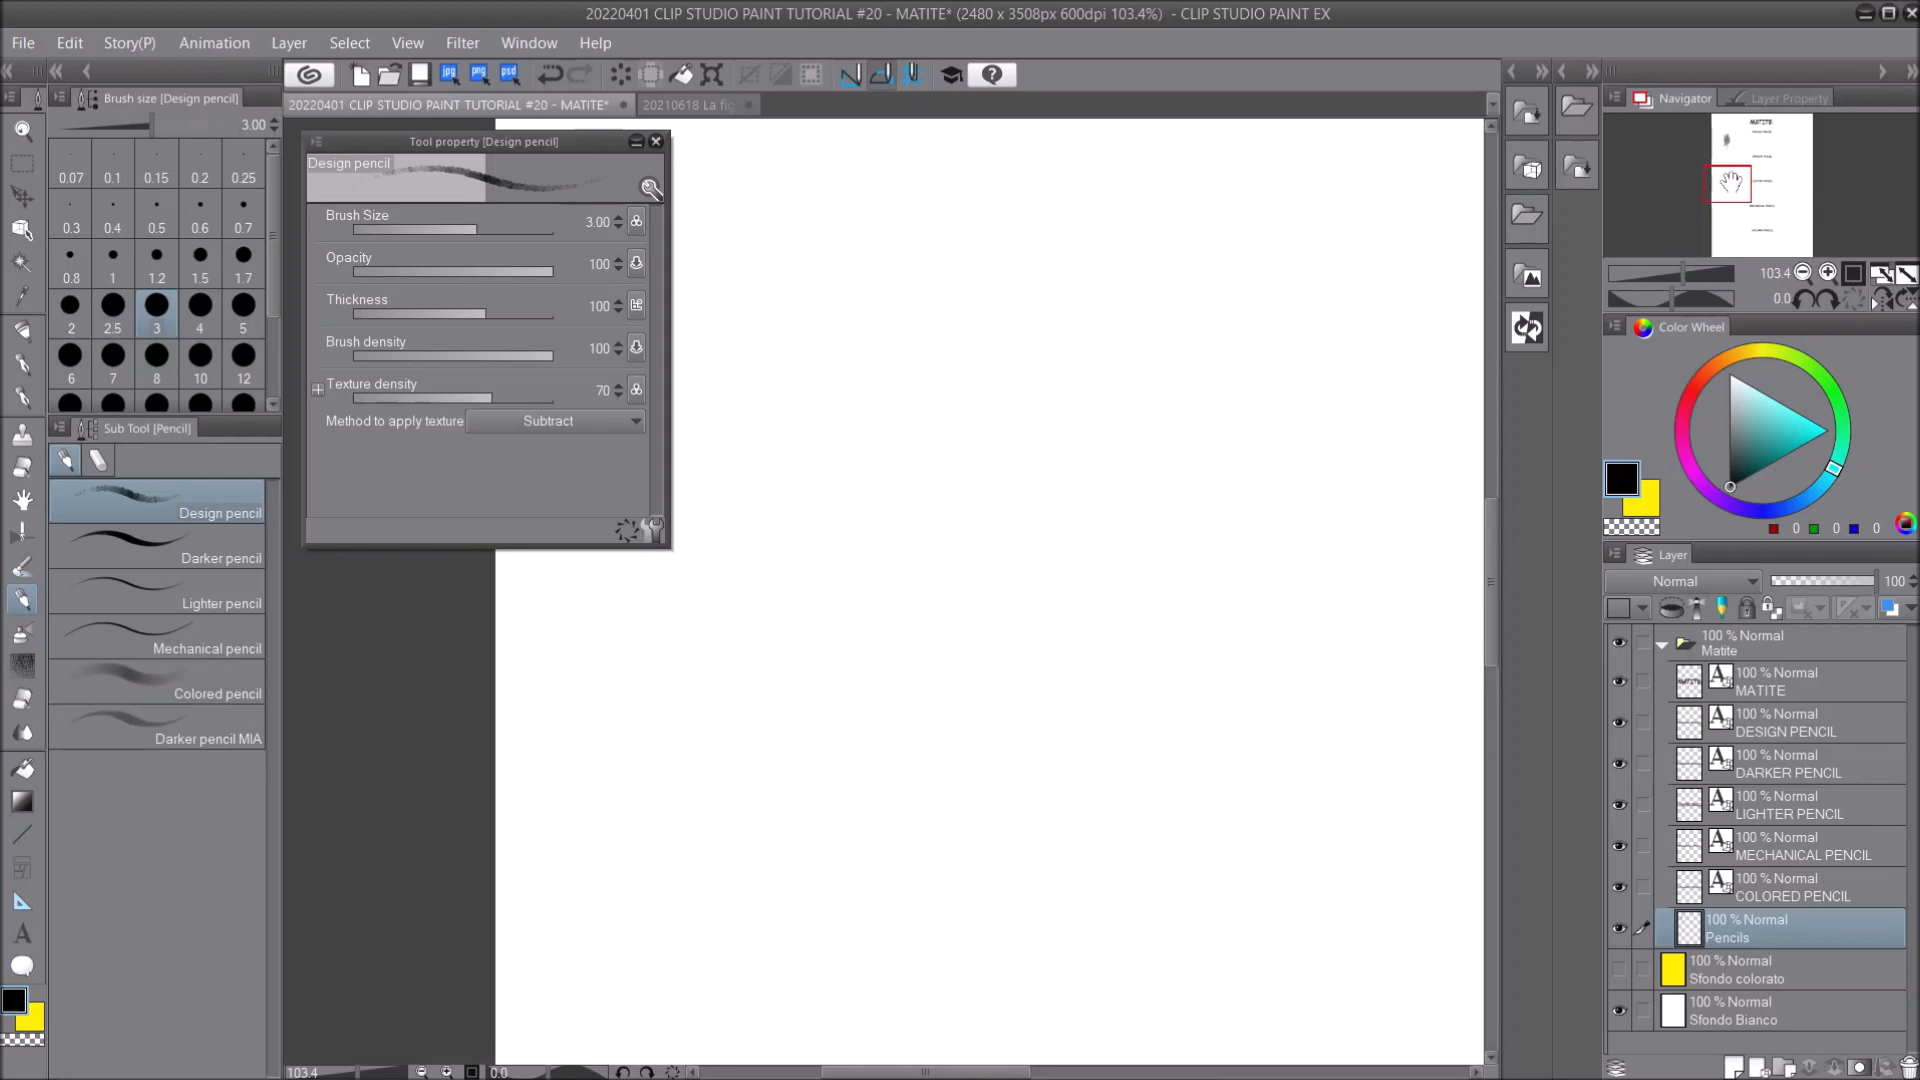 20220401 CLIP STUDIO PAINT TUTORIAL #20 - MATITE* (2480 x 3508px 600dpi 103.4%) - CLIP STUDIO PAINT EX
File Edit Story(P) Animation Layer Select View Filter Window Help
jpg png psd ?
Brush size [Design pencil]
3.00
0.07 0.1 0.15 0.2 0.25
0.3 0.4 0.5 0.6 0.7
0.8 1 1.2 1.5 1.7
2 2.5 3 4 5
6 7 8 10 12
Sub Tool [Pencil]
Design pencil
Darker pencil
Lighter pencil
Mechanical pencil
Colored pencil
Darker pencil MIA
A
20220401 CLIP STUDIO PAINT TUTORIAL #20 - MATITE*
20210618 La fi
Tool property [Design pencil]
Design pencil
Brush Size 3.00
Opacity 100
Thickness 100
Brush density 100
Texture density 70
Method to apply texture Subtract
103.4 0.0
Navigator Layer Property
MATITE
103.4
0.0
Color Wheel
0 0 0
Layer
Normal 100
100 % Normal
Matite
100 % Normal
MATITE
100 % Normal
DESIGN PENCIL
100 % Normal
DARKER PENCIL
100 % Normal
LIGHTER PENCIL
100 % Normal
MECHANICAL PENCIL
100 % Normal
COLORED PENCIL
100 % Normal
Pencils
100 % Normal
Sfondo colorato
100 % Normal
Sfondo Bianco